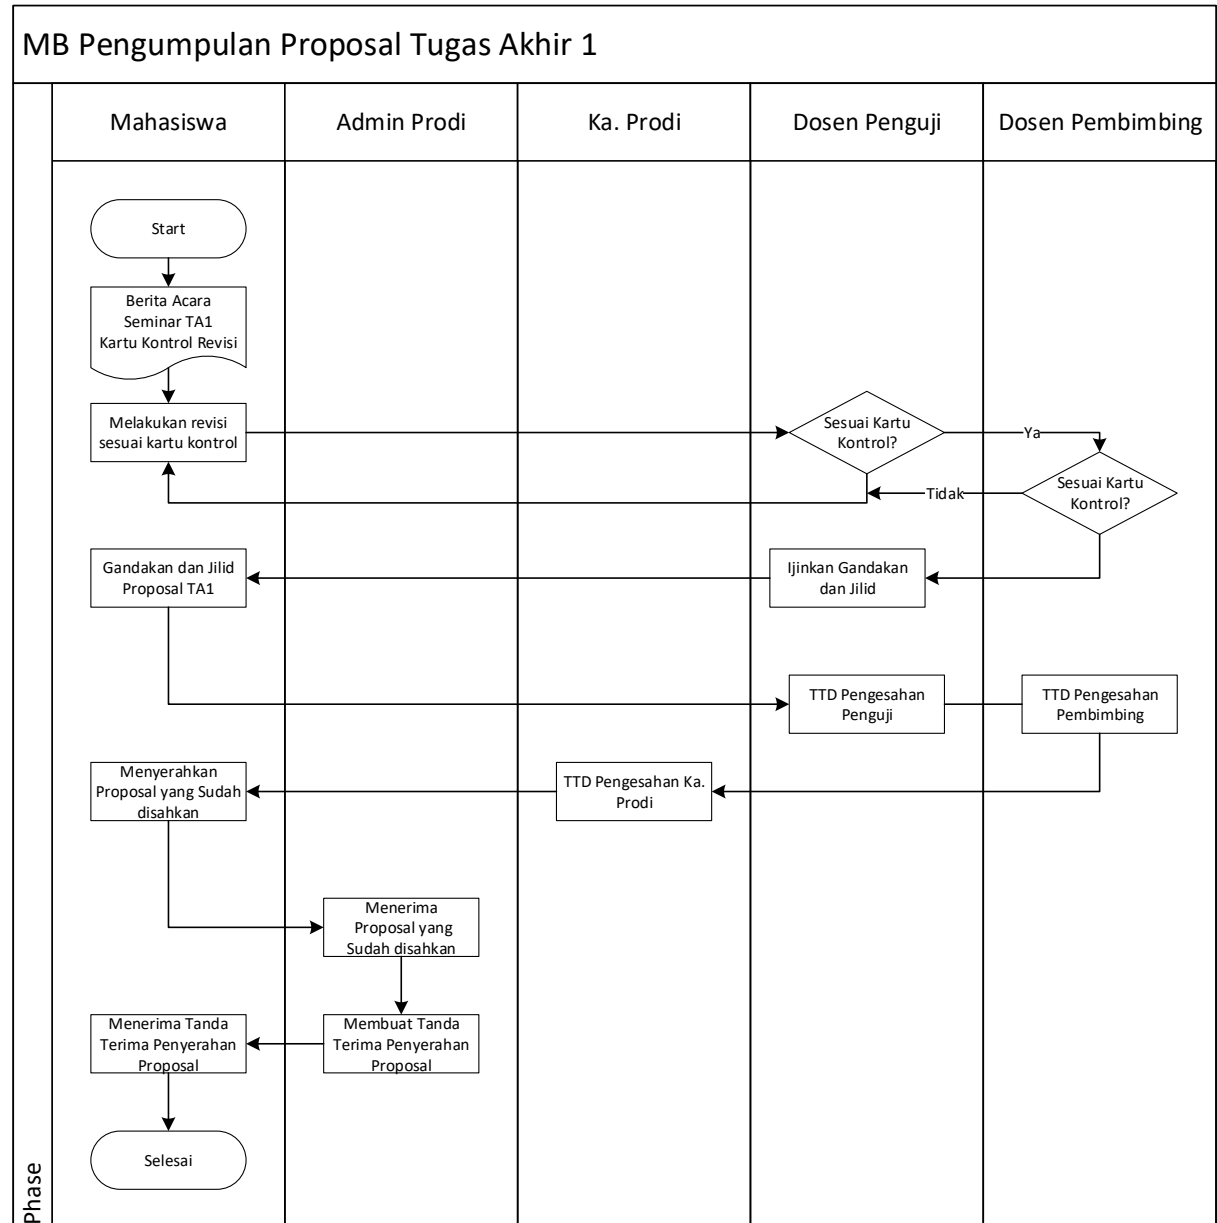 MB Pengumpulan Proposal Tugas Akhir 1
Mahasiswa
Admin Prodi
Ka. Prodi
Dosen Penguji
Dosen Pembimbing
Start
Berita Acara
Seminar TA1
Kartu Kontrol Revisi
Melakukan revisi
sesuai kartu kontrol
Sesuai Kartu
Kontrol?
Ya
Sesuai Kartu
Kontrol?
Tidak
Gandakan dan Jilid
Proposal TA1
Ijinkan Gandakan
dan Jilid
TTD Pengesahan
Penguji
TTD Pengesahan
Pembimbing
Menyerahkan
Proposal yang Sudah
disahkan
TTD Pengesahan Ka.
Prodi
Menerima
Proposal yang
Sudah disahkan
Menerima Tanda
Terima Penyerahan
Proposal
Membuat Tanda
Terima Penyerahan
Proposal
Selesai
Phase